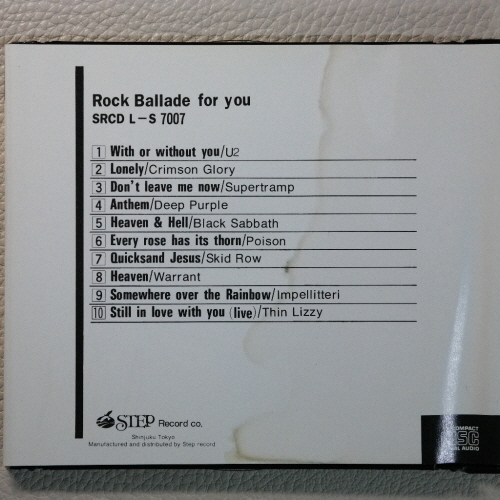 Rock Ballade for you
SRCD L-S 7007
1 With or without you/U2
2 Lonely/Crimson Glory
3 Don't leave me now/Supertramp
4 Anthem/Deep Purple
5 Heaven & Hell/Black Sabbath
6 Every rose has its thorn/Poison
7 Quicksand Jesus/Skid Row
8 Heaven/Warrant
9 Somewhere over the Rainbow/Impellitteri
10 Still in love with you (live)/Thin Lizzy
STEP Record co.
Shinjuku Tokyo
Manufactured and distributed by Step record
COMPACT
DISC
DIGITAL AUDIO